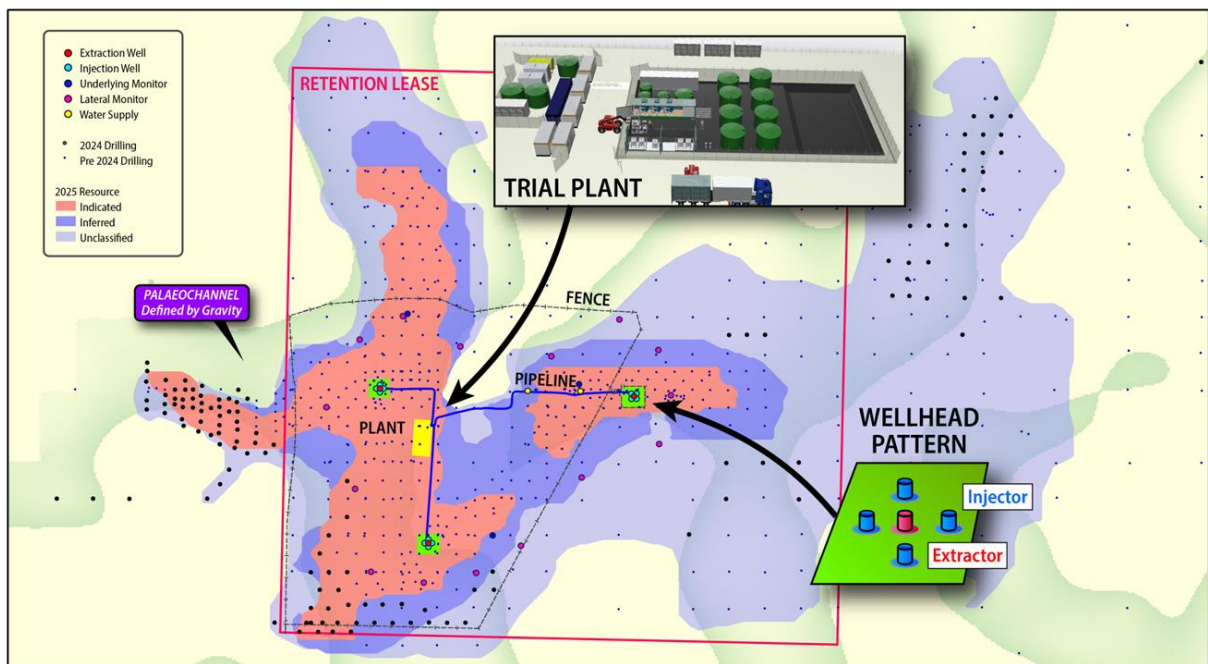 Extraction Well
Injection Well
Underlying Monitor
Lateral Monitor
Water Supply
2024 Drilling
Pre 2024 Drilling
2025 Resource
Indicated
Inferred
Unclassified
RETENTION LEASE
TRIAL PLANT
PALAEOCHANNEL
Defined by Gravity
FENCE
PIPELINE
PLANT
WELLHEAD
PATTERN
Injector
Extractor